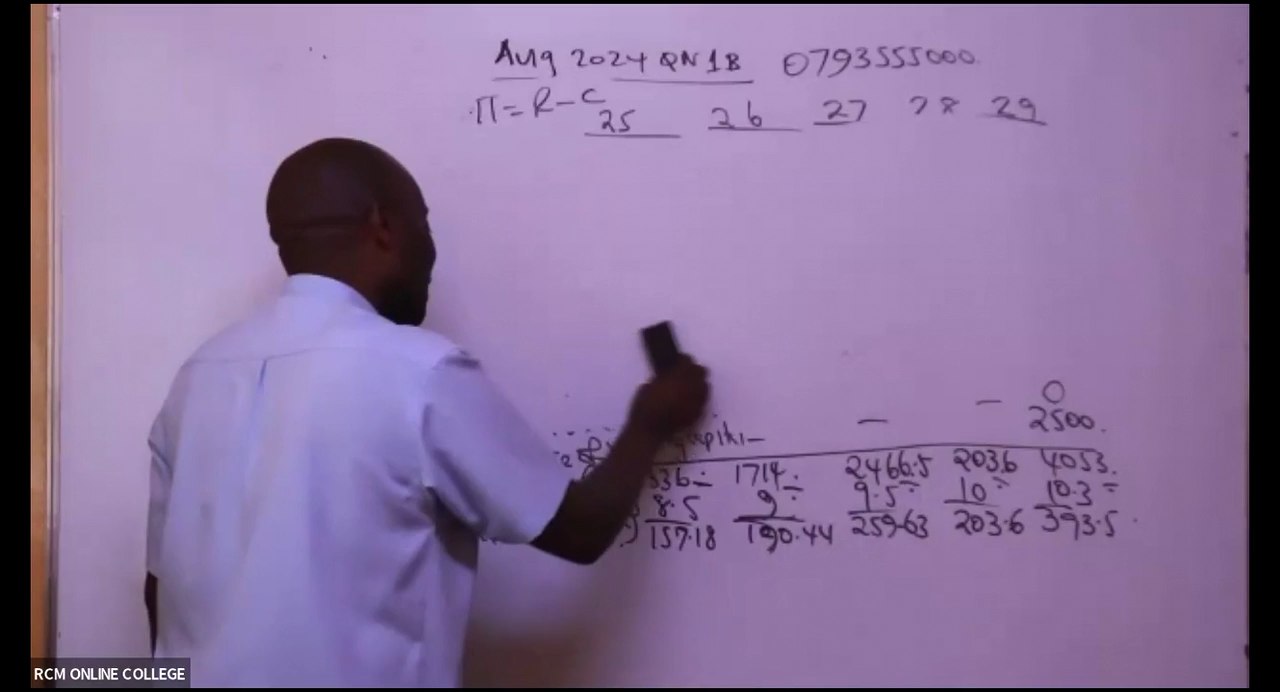 Aug 2024 QN 1B 0793555000
Π = R - C
25 26 27 28 29
- - 0
2500.
336 ÷ 1714 ÷ 2466.5 ÷ 2036 ÷ 4053. ÷
8.5 9 9.5 10 10.3
157.18 190.44 259.63 203.6 393.5
RCM ONLINE COLLEGE